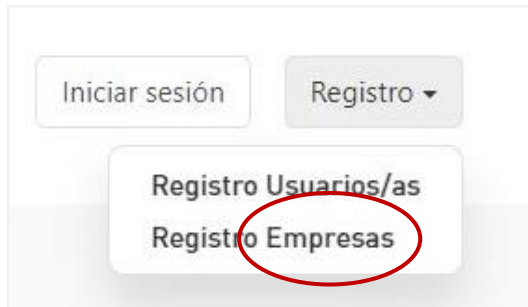 Iniciar sesión
Registro
Registro Usuarios/as
Registro Empresas